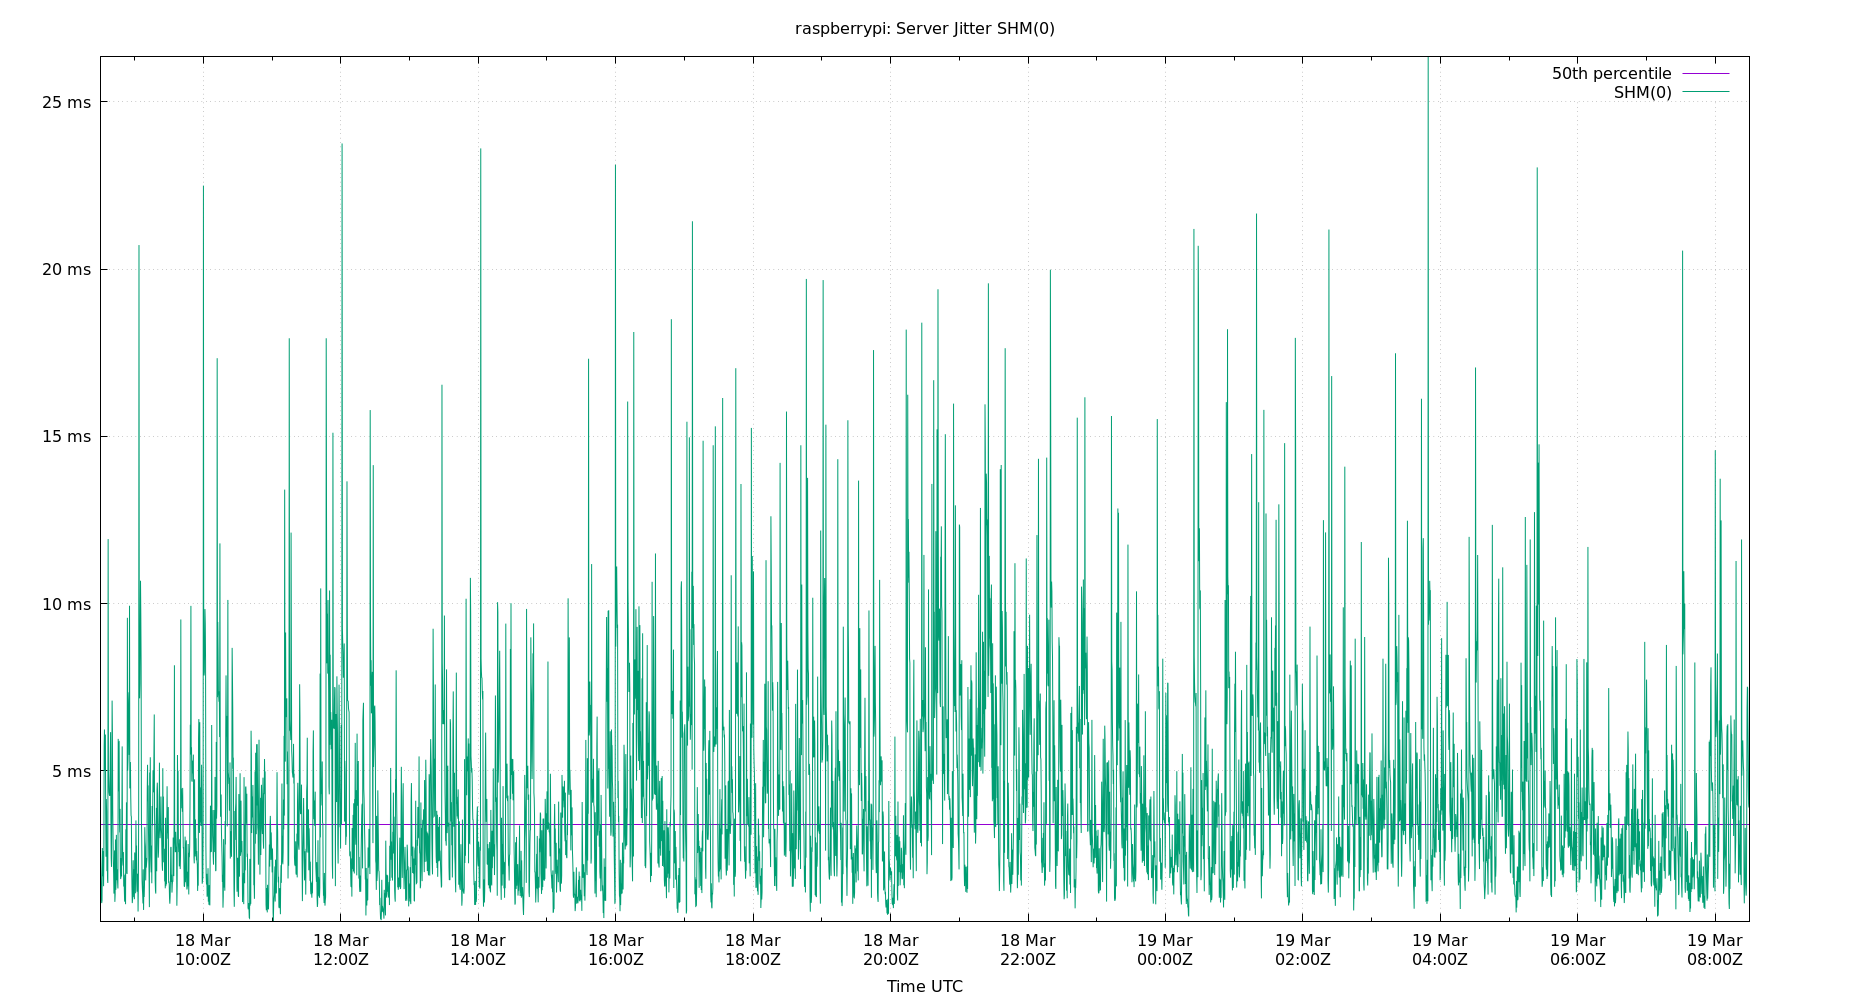 raspberrypi: Server Jitter SHM(0)
50th percentile
SHM(0)
25 ms
20 ms
15 ms
10 ms
5 ms
18 Mar 18 Mar 18 Mar 18 Mar 18 Mar 18 Mar 18 Mar 19 Mar 19 Mar 19 Mar 19 Mar 19 Mar
10:00Z 12:00Z 14:00Z 16:00Z 18:00Z 20:00Z 22:00Z 00:00Z 02:00Z 04:00Z 06:00Z 08:00Z
Time UTC